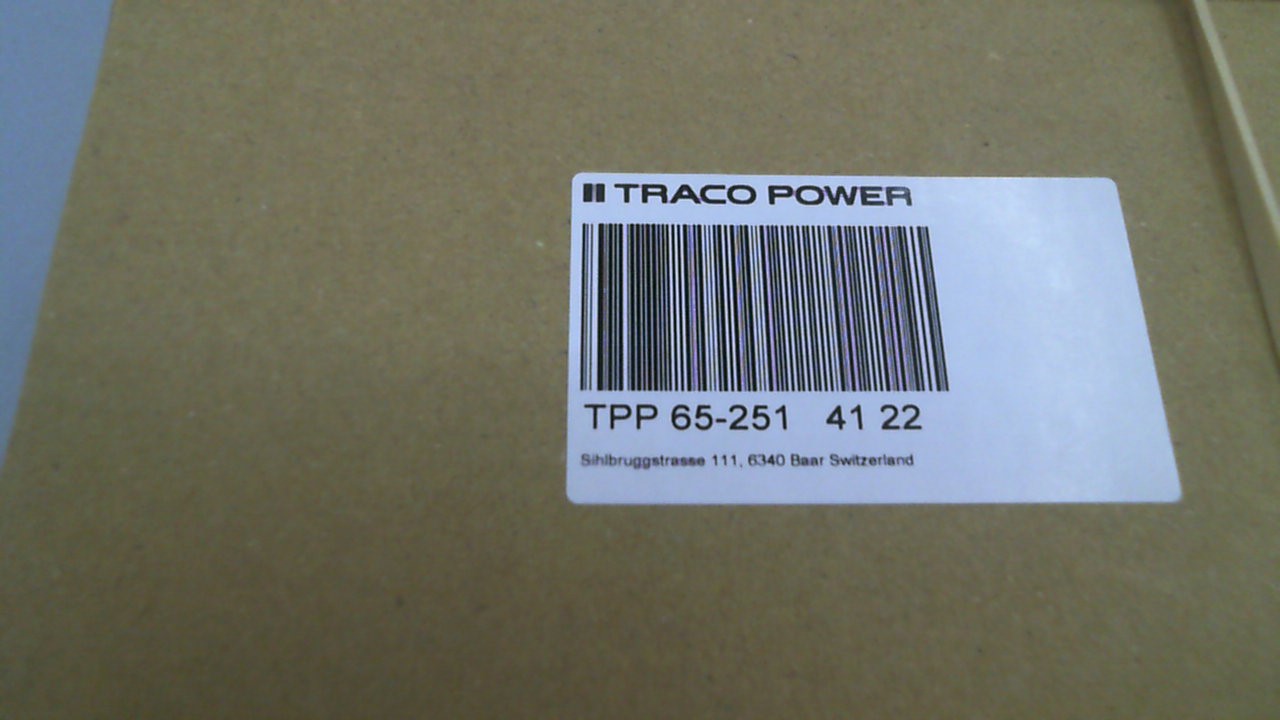 TRACO POWER
TPP 65-251 41 22
Sihlbruggstrasse 111, 6340 Baar Switzerland